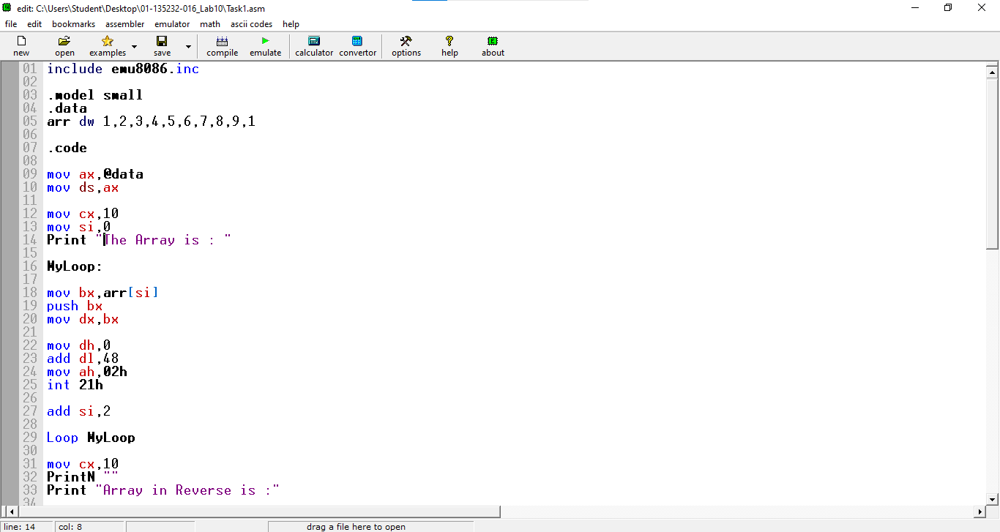 edit: C:\Users\Student\Desktop\01-135232-016_Lab10\Task1.asm
file edit bookmarks assembler emulator math ascii codes help
new open examples save compile emulate calculator convertor options help about
01 include emu8086.inc
02
03 .model small
04 .data
05 arr dw 1,2,3,4,5,6,7,8,9,1
06
07 .code
08
09 mov ax,@data
10 mov ds,ax
11
12 mov cx,10
13 mov si,0
14 Print "The Array is : "
15
16 MyLoop:
17
18 mov bx,arr[si]
19 push bx
20 mov dx,bx
21
22 mov dh,0
23 add dl,48
24 mov ah,02h
25 int 21h
26
27 add si,2
28
29 Loop MyLoop
30
31 mov cx,10
32 PrintN ""
33 Print "Array in Reverse is :"
34
line: 14 col: 8 drag a file here to open